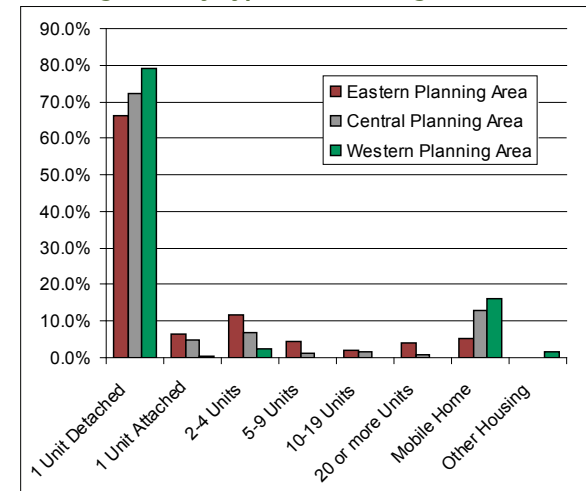 90.0%
80.0%
70.0%
60.0%
50.0%
40.0%
30.0%
20.0%
10.0%
0.0%
Eastern Planning Area
Central Planning Area
Western Planning Area
1 Unit Detached
1 Unit Attached
2-4 Units
5-9 Units
10-19 Units
20 or more Units
Mobile Home
Other Housing